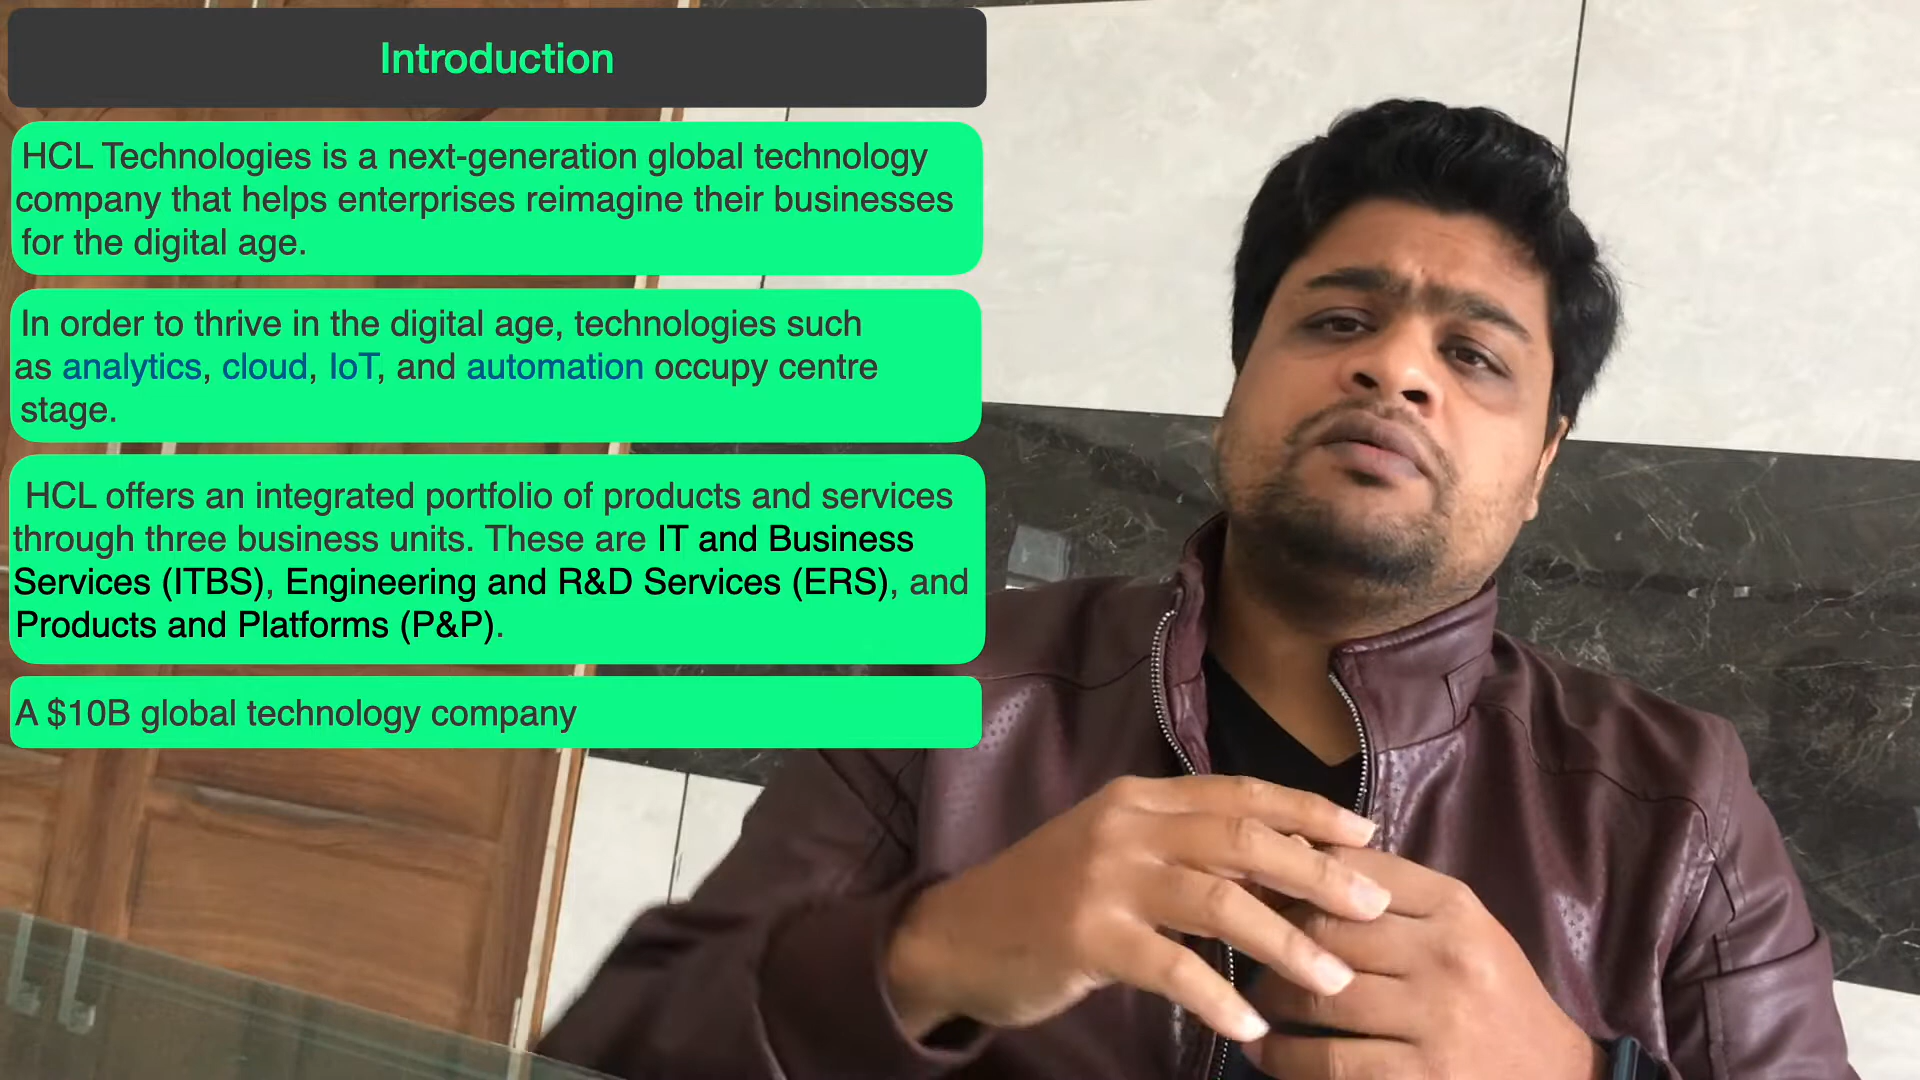 Introduction
HCL Technologies is a next-generation global technology
company that helps enterprises reimagine their businesses
for the digital age.
In order to thrive in the digital age, technologies such
as analytics, cloud, IoT, and automation occupy centre
stage.
HCL offers an integrated portfolio of products and services
through three business units. These are IT and Business
Services (ITBS), Engineering and R&D Services (ERS), and
Products and Platforms (P&P).
A $10B global technology company